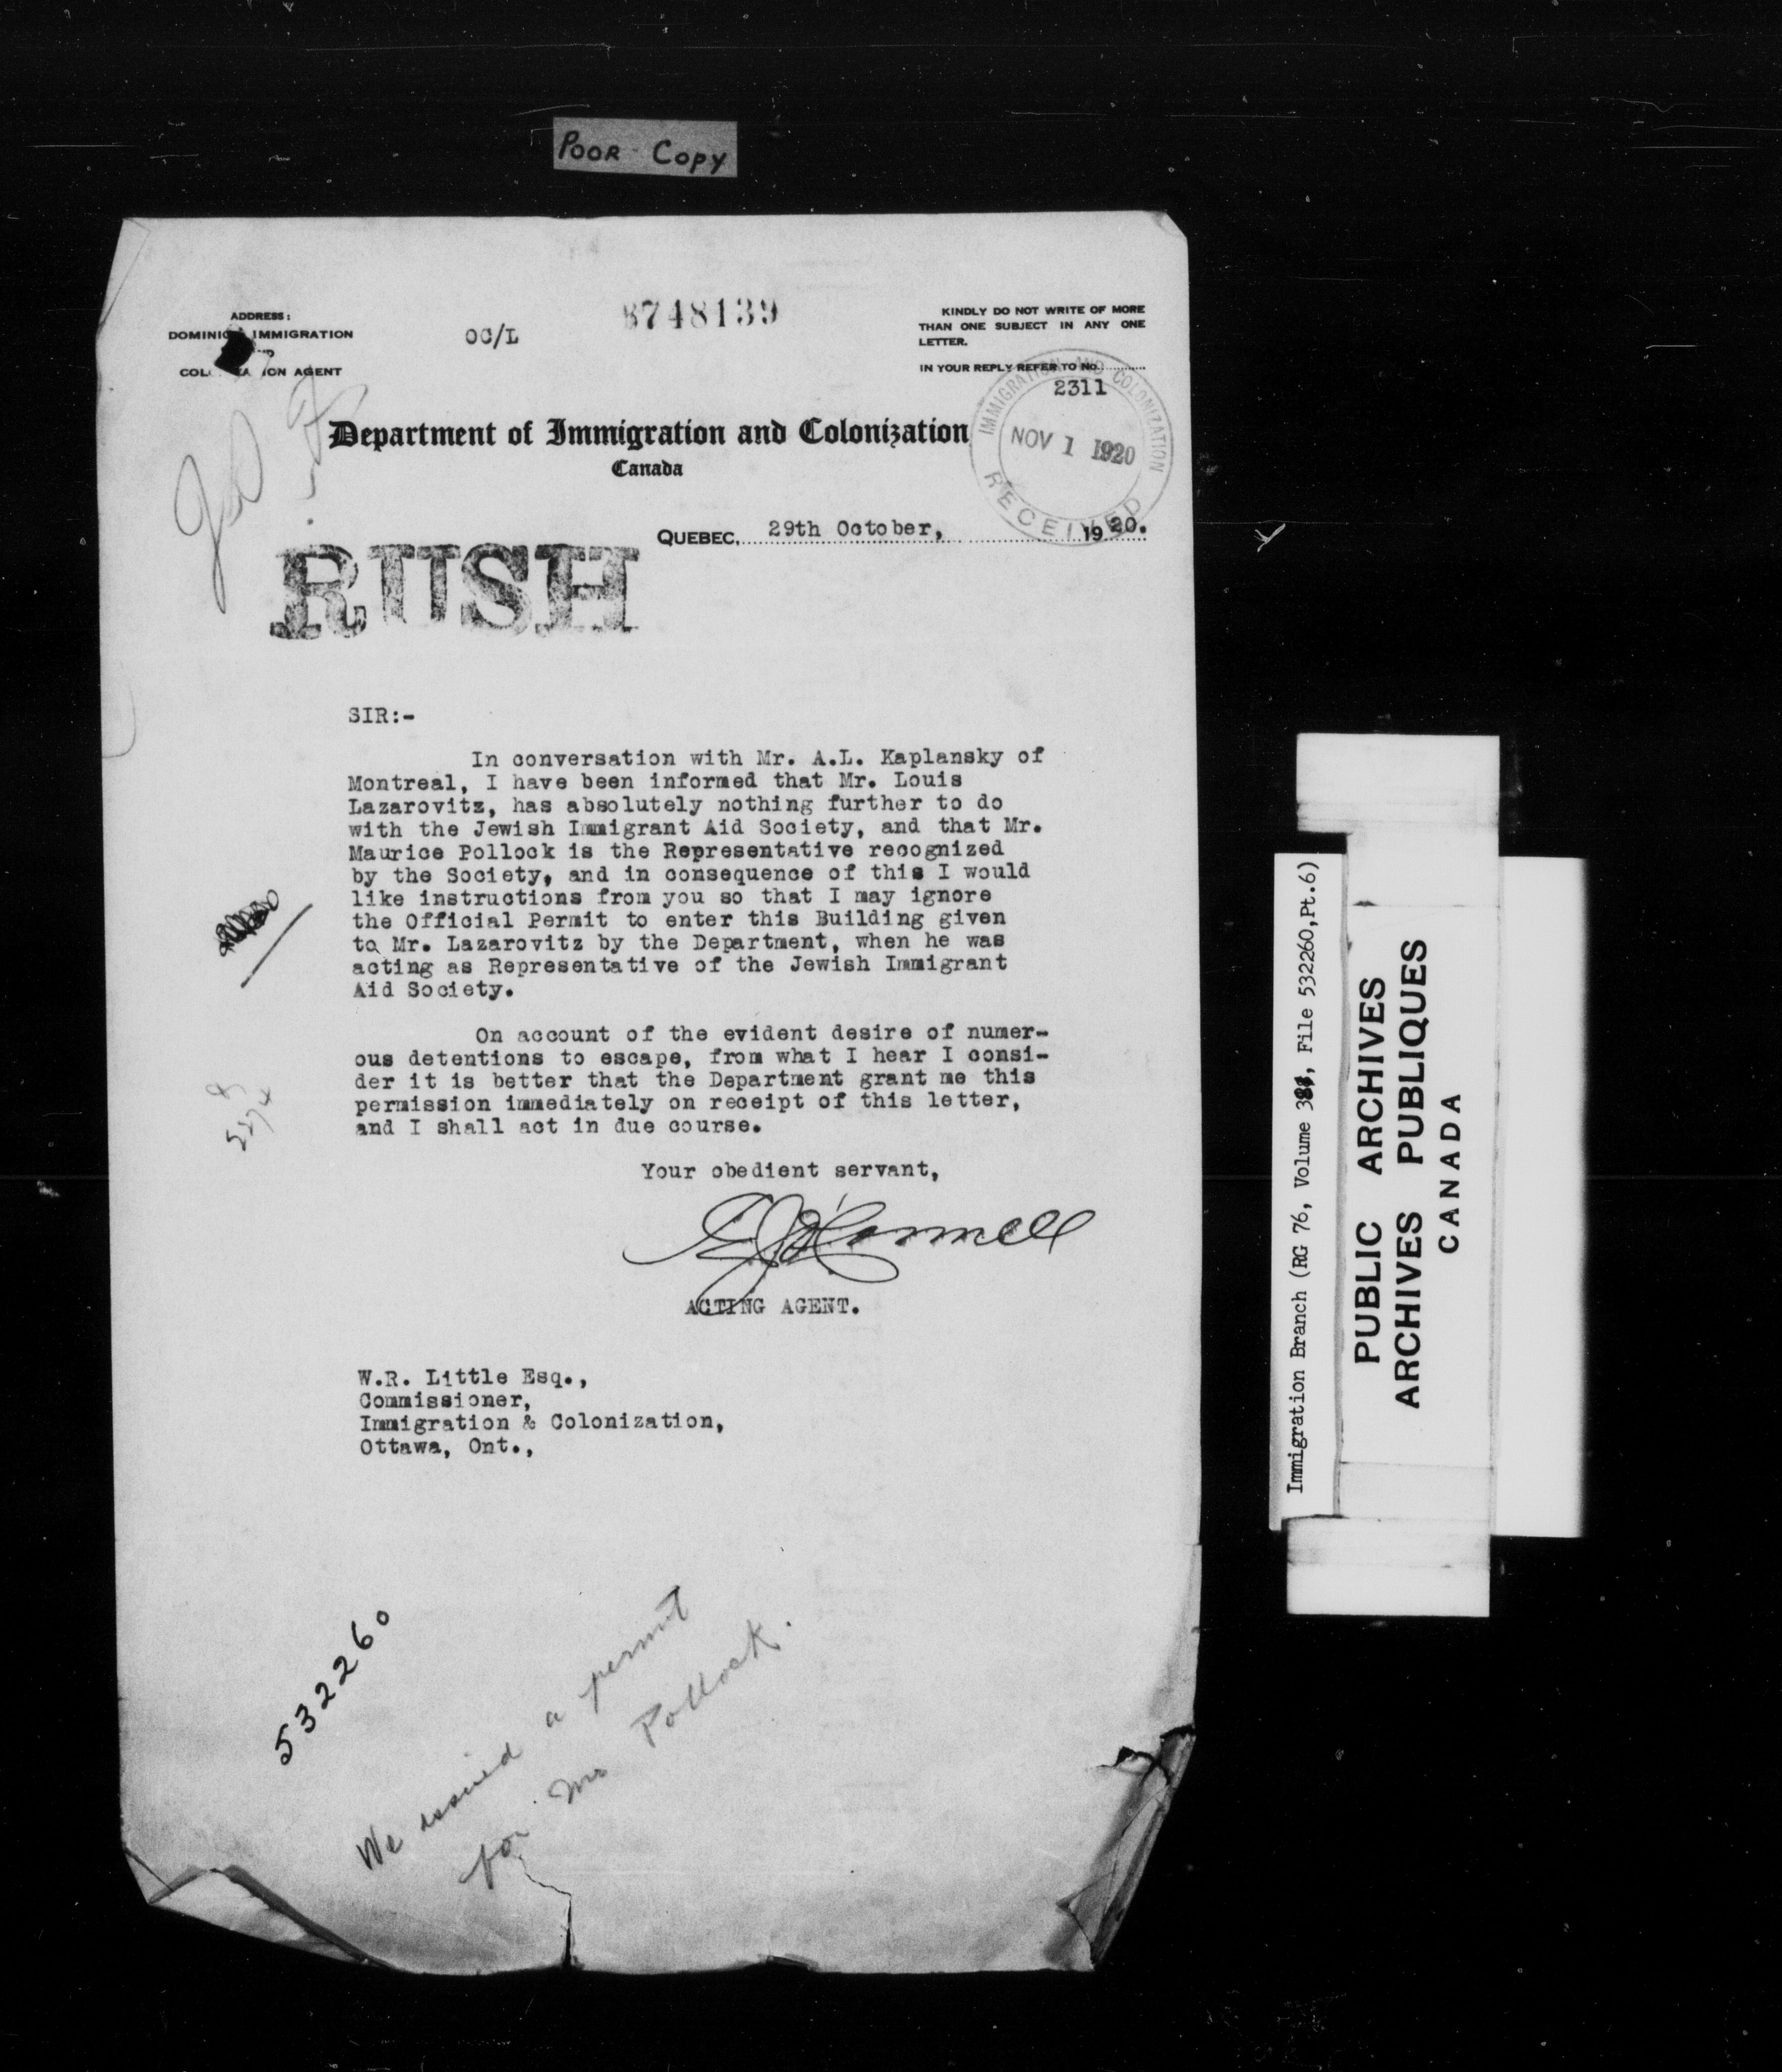 POOR COPY
ADDRESS:
DOMINION IMMIGRATION
COL ION AGENT
OC/L
B748139
KINDLY DO NOT WRITE OF MORE
THAN ONE SUBJECT IN ANY ONE
LETTER.
IN YOUR REPLY REFER TO No.
2311
IMMIGRATION AND COLONIZATION
NOV 1 1920
RECEIVED
Department of Immigration and Colonization
Canada
QUEBEC, 29th October, 1920.
RUSH
SIR:-
In conversation with Mr. A.L. Kaplansky of
Montreal, I have been informed that Mr. Louis
Lazarovitz, has absolutely nothing further to do
with the Jewish Immigrant Aid Society, and that Mr.
Maurice Pollock is the Representative recognized
by the Society, and in consequence of this I would
like instructions from you so that I may ignore
the Official Permit to enter this Building given
to Mr. Lazarovitz by the Department, when he was
acting as Representative of the Jewish Immigrant
Aid Society.
On account of the evident desire of numer-
ous detentions to escape, from what I hear I consi-
der it is better that the Department grant me this
permission immediately on receipt of this letter,
and I shall act in due course.
Your obedient servant,
ACTING AGENT.
W.R. Little Esq.,
Commissioner,
Immigration & Colonization,
Ottawa, Ont.,
532260
We issued a permit
for Mr Pollock.
Immigration Branch (RG 76, Volume , File 532260,Pt.6)
PUBLIC ARCHIVES
ARCHIVES PUBLIQUES
CANADA